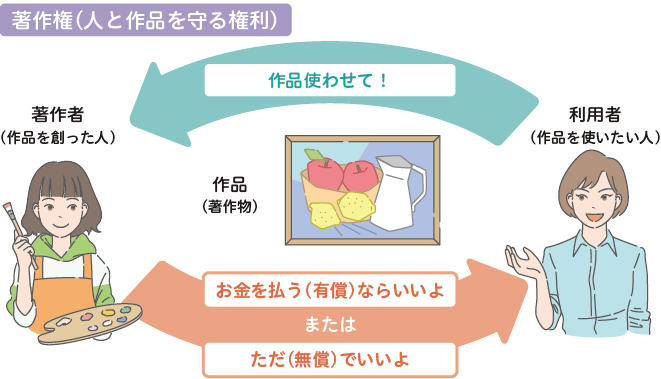 著作権（人と作品を守る権利）
作品使わせて！
著作者
（作品を創った人）
利用者
（作品を使いたい人）
作品
（著作物）
お金を払う（有償）ならいいよ
または
ただ（無償）でいいよ